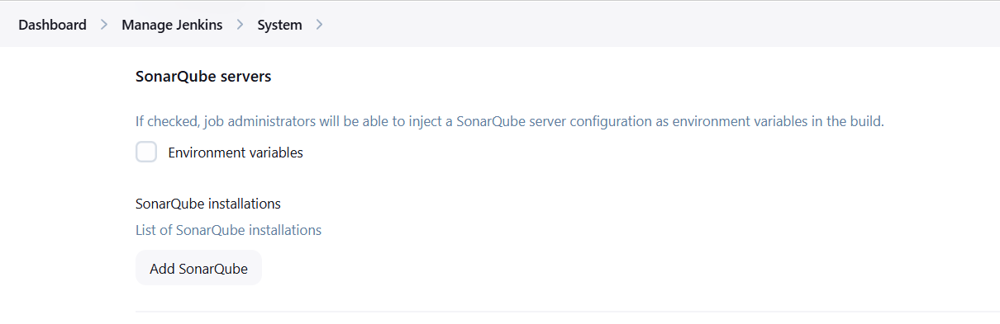 Dashboard > Manage Jenkins > System >
SonarQube servers
If checked, job administrators will be able to inject a SonarQube server configuration as environment variables in the build.
Environment variables
SonarQube installations
List of SonarQube installations
Add SonarQube